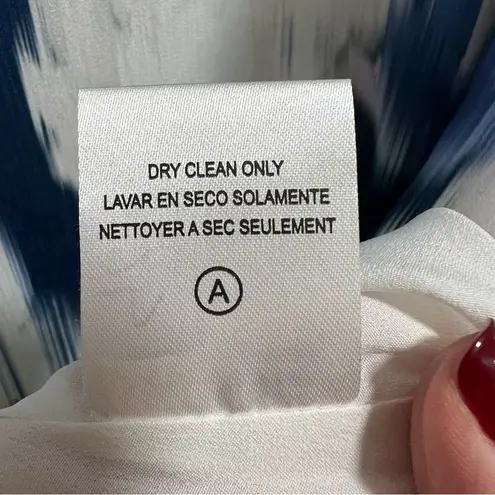 DRY CLEAN ONLY
LAVAR EN SECO SOLAMENTE
NETTOYER A SEC SEULEMENT
A